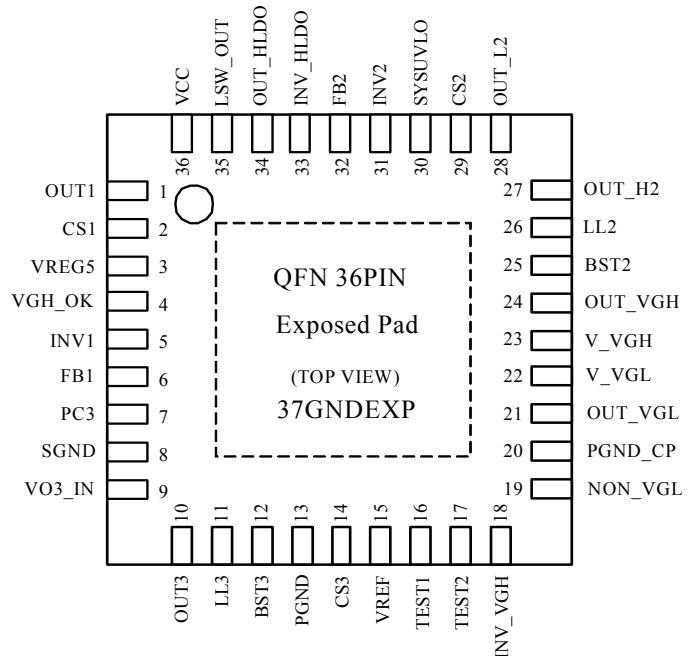 VCC
LSW_OUT
OUT_HLDO
INV_HLDO
FB2
INV2
SYSUVLO
CS2
OUT_L2
36
35
34
33
32
31
30
29
28
OUT1 1
CS1 2
VREG5 3
VGH_OK 4
INV1 5
FB1 6
PC3 7
SGND 8
VO3_IN 9
QFN 36PIN
Exposed Pad
(TOP VIEW)
37GNDEXP
27 OUT_H2
26 LL2
25 BST2
24 OUT_VGH
23 V_VGH
22 V_VGL
21 OUT_VGL
20 PGND_CP
19 NON_VGL
10
11
12
13
14
15
16
17
18
OUT3
LL3
BST3
PGND
CS3
VREF
TEST1
TEST2
INV_VGH